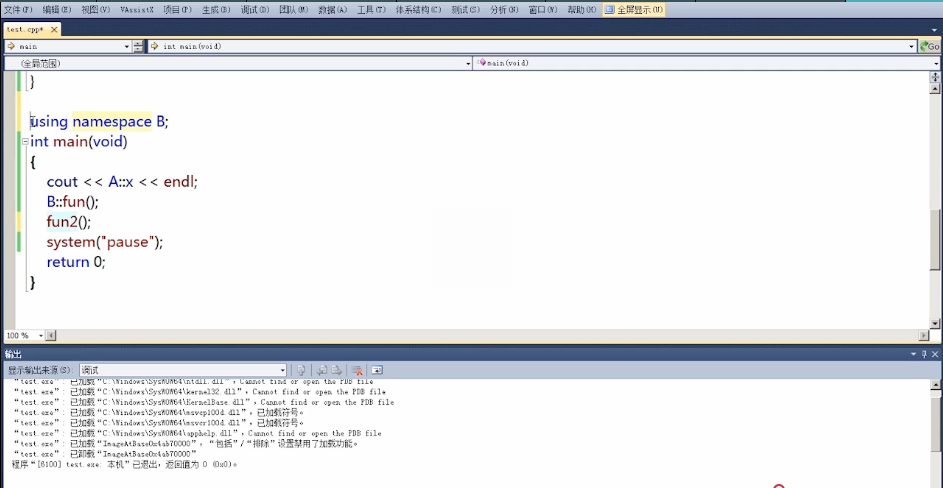 文件(F) 编辑(E) 视图(V) VAssistX 项目(P) 生成(B) 调试(D) 团队(M) 数据(A) 工具(T) 体系结构(C) 测试(S) 分析(N) 窗口(W) 帮助(H) 全屏显示(U)
test.cpp* ×
main int main(void) Go
(全局范围) main(void)
}
using namespace B;
int main(void)
{
cout << A::x << endl;
B::fun();
fun2();
system("pause");
return 0;
}
100 %
输出
显示输出来源(S): 调试
“test.exe”: 已加载“C:\Windows\SysWOW64\ntdll.dll”, Cannot find or open the PDB file
“test.exe”: 已加载“C:\Windows\SysWOW64\kernel32.dll”, Cannot find or open the PDB file
“test.exe”: 已加载“C:\Windows\SysWOW64\KernelBase.dll”, Cannot find or open the PDB file
“test.exe”: 已加载“C:\Windows\SysWOW64\msvcp100d.dll”, 已加载符号。
“test.exe”: 已加载“C:\Windows\SysWOW64\msvcr100d.dll”, 已加载符号。
“test.exe”: 已加载“C:\Windows\SysWOW64\apphelp.dll”, Cannot find or open the PDB file
“test.exe”: 已加载“ImageAtBase0x4ab70000”, “包括”/“排除”设置禁用了加载功能。
“test.exe”: 已卸载“ImageAtBase0x4ab70000”
程序“[6100] test.exe: 本机”已退出，返回值为 0 (0x0)。